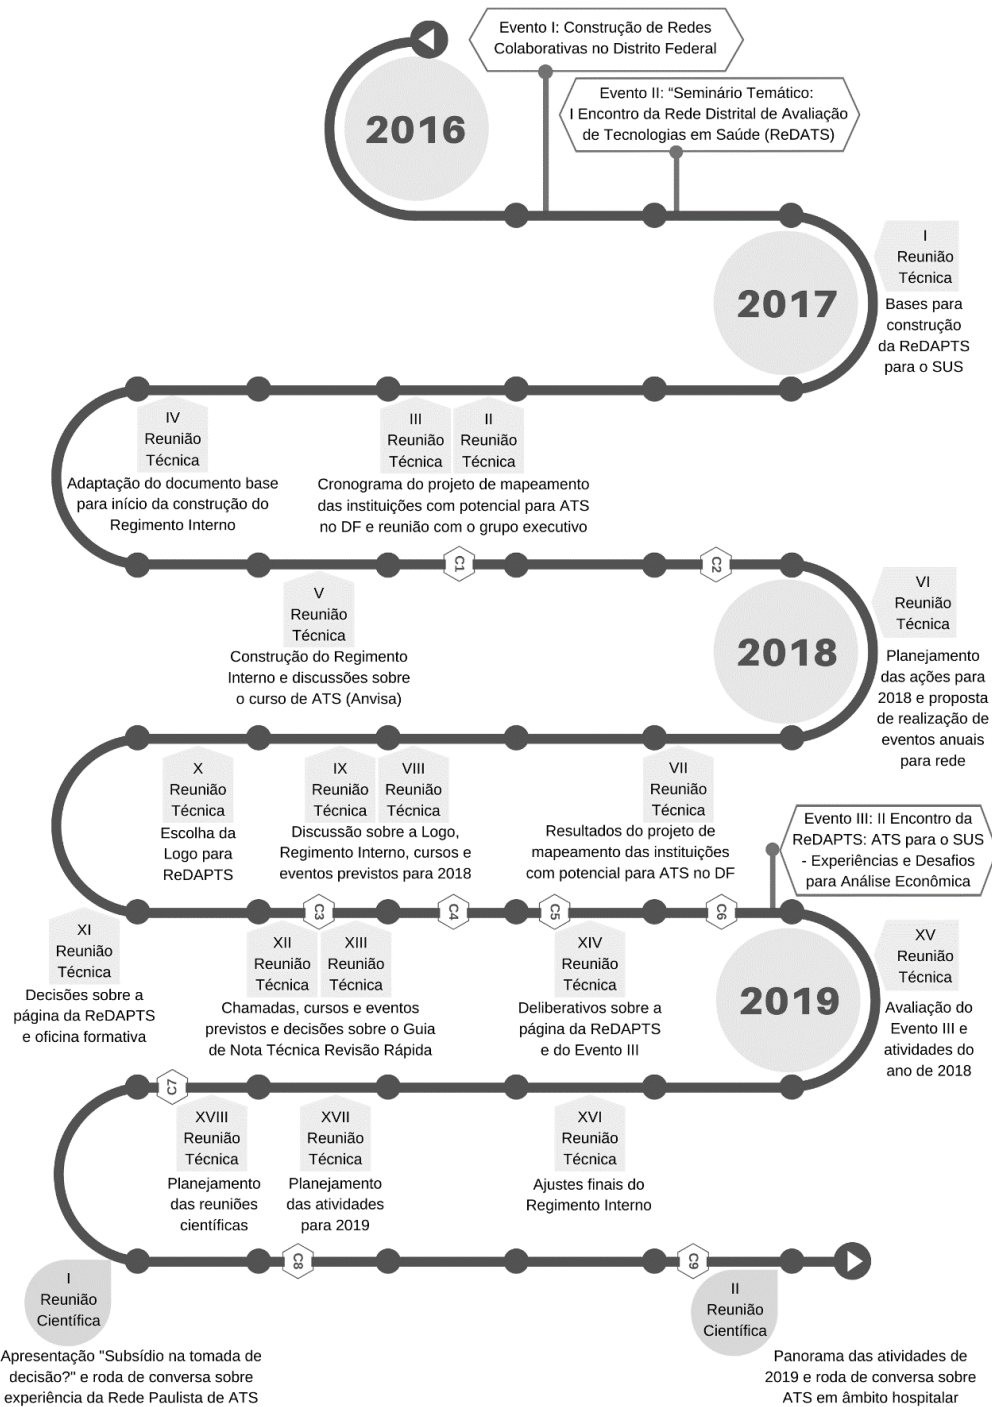 Evento I: Construção de Redes
Colaborativas no Distrito Federal
Evento II: “Seminário Temático:
I Encontro da Rede Distrital de Avaliação
de Tecnologias em Saúde (ReDATS)
2016
I
Reunião
Técnica
Bases para
construção
da ReDAPTS
para o SUS
2017
IV
Reunião
Técnica
Adaptação do documento base
para início da construção do
Regimento Interno
III
Reunião
Técnica
II
Reunião
Técnica
Cronograma do projeto de mapeamento
das instituições com potencial para ATS
no DF e reunião com o grupo executivo
C1
C2
V
Reunião
Técnica
Construção do Regimento
Interno e discussões sobre
o curso de ATS (Anvisa)
2018
VI
Reunião
Técnica
Planejamento
das ações para
2018 e proposta
de realização de
eventos anuais
para rede
X
Reunião
Técnica
Escolha da
Logo para
ReDAPTS
IX
Reunião
Técnica
VIII
Reunião
Técnica
Discussão sobre a Logo,
Regimento Interno, cursos e
eventos previstos para 2018
VII
Reunião
Técnica
Resultados do projeto de
mapeamento das instituições
com potencial para ATS no DF
Evento III: II Encontro da
ReDAPTS: ATS para o SUS
- Experiências e Desafios
para Análise Econômica
C3
C4
C5
C6
XI
Reunião
Técnica
Decisões sobre a
página da ReDAPTS
e oficina formativa
XII
Reunião
Técnica
XIII
Reunião
Técnica
Chamadas, cursos e eventos
previstos e decisões sobre o Guia
de Nota Técnica Revisão Rápida
XIV
Reunião
Técnica
Deliberativos sobre a
página da ReDAPTS
e do Evento III
2019
XV
Reunião
Técnica
Avaliação do
Evento III e
atividades do
ano de 2018
C7
XVIII
Reunião
Técnica
Planejamento
das reuniões
científicas
XVII
Reunião
Técnica
Planejamento
das atividades
para 2019
XVI
Reunião
Técnica
Ajustes finais do
Regimento Interno
C8
C9
I
Reunião
Científica
Apresentação "Subsídio na tomada de
decisão?" e roda de conversa sobre
experiência da Rede Paulista de ATS
II
Reunião
Científica
Panorama das atividades de
2019 e roda de conversa sobre
ATS em âmbito hospitalar